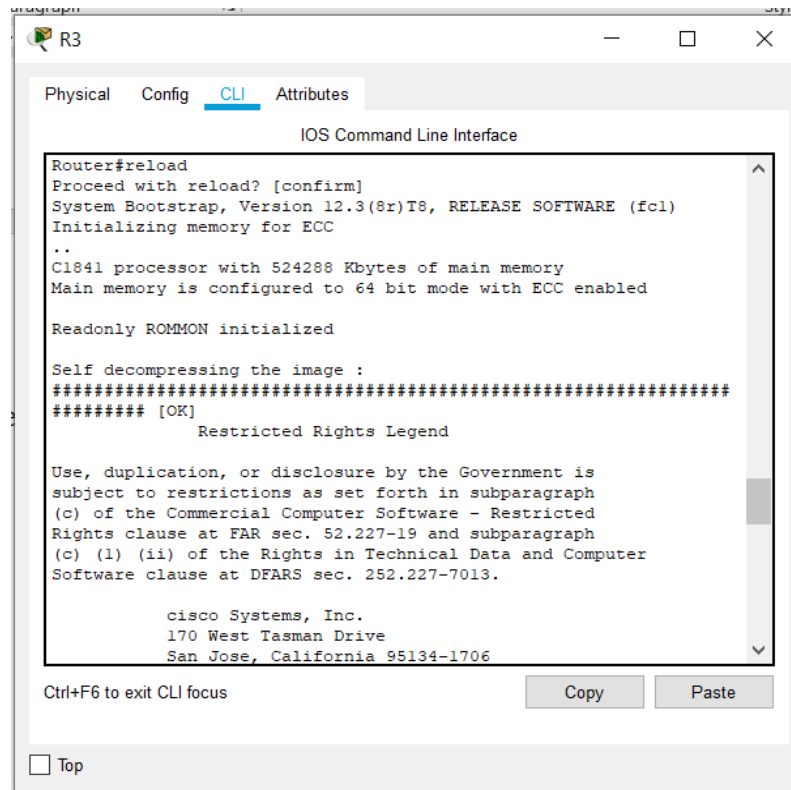 R3
Physical Config CLI Attributes
IOS Command Line Interface
Router#reload
Proceed with reload? [confirm]
System Bootstrap, Version 12.3(8r)T8, RELEASE SOFTWARE (fc1)
Initializing memory for ECC
..
C1841 processor with 524288 Kbytes of main memory
Main memory is configured to 64 bit mode with ECC enabled
Readonly ROMMON initialized
Self decompressing the image :
##################################################################
######### [OK]
Restricted Rights Legend
Use, duplication, or disclosure by the Government is
subject to restrictions as set forth in subparagraph
(c) of the Commercial Computer Software - Restricted
Rights clause at FAR sec. 52.227-19 and subparagraph
(c) (1) (ii) of the Rights in Technical Data and Computer
Software clause at DFARS sec. 252.227-7013.
cisco Systems, Inc.
170 West Tasman Drive
San Jose, California 95134-1706
Ctrl+F6 to exit CLI focus
Copy Paste
Top